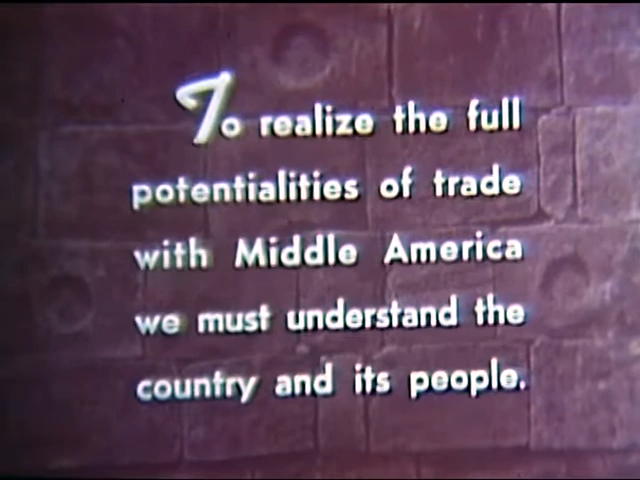 To realize the full
potentialities of trade
with Middle America
we must understand the
country and its people.